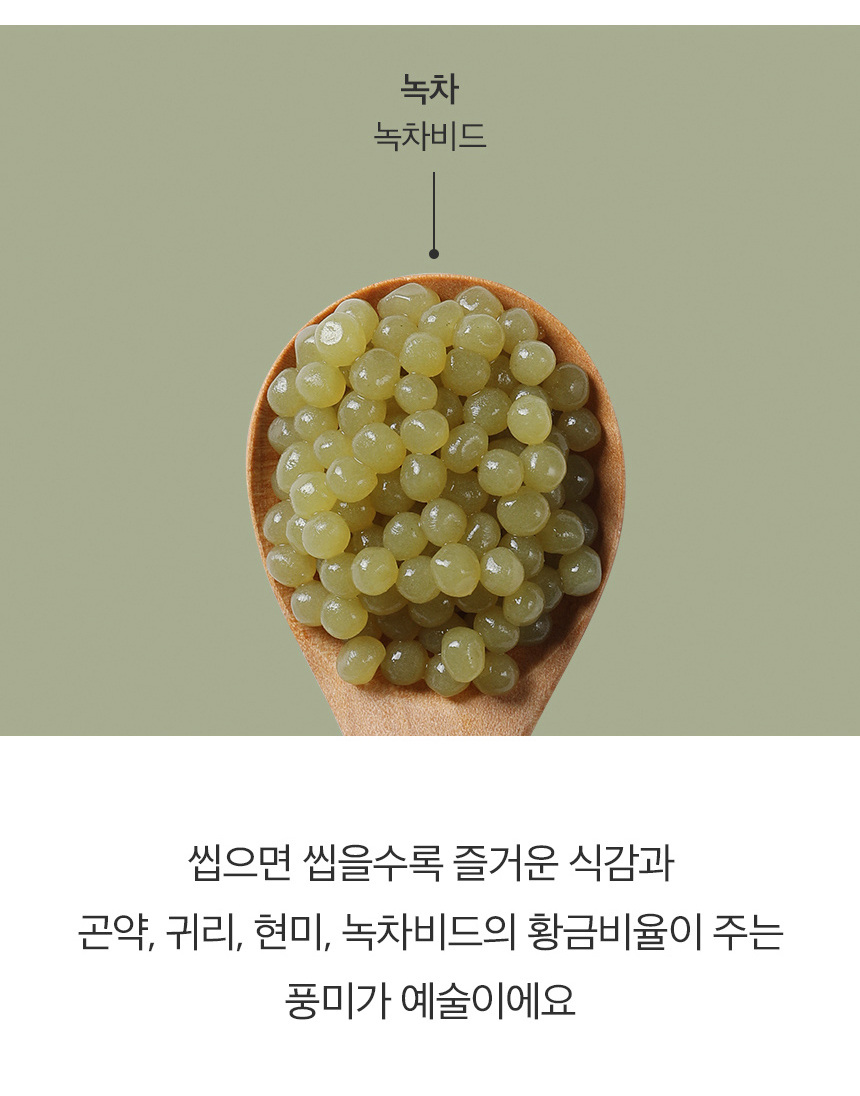 녹차
녹차비드
씹으면 씹을수록 즐거운 식감과
곤약, 귀리, 현미, 녹차비드의 황금비율이 주는
풍미가 예술이에요